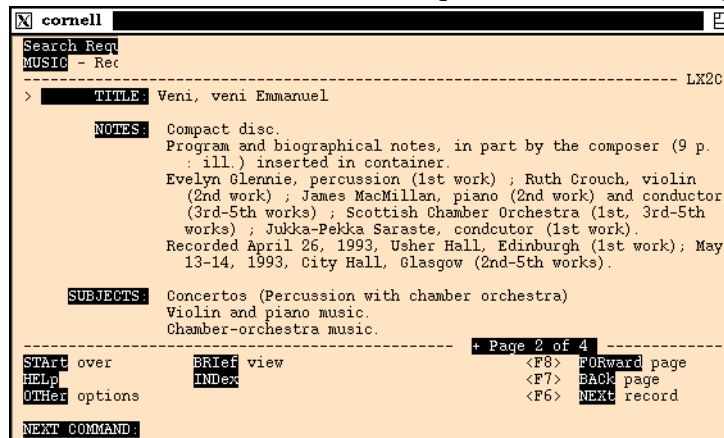 X cornell
Search Requ
MUSIC - Rec
LX2C
> TITLE: Veni, veni Emmanuel
NOTES: Compact disc.
Program and biographical notes, in part by the composer (9 p.
: ill.) inserted in container.
Evelyn Glennie, percussion (1st work) ; Ruth Crouch, violin
(2nd work) ; James MacMillan, piano (2nd work) and conductor
(3rd-5th works) ; Scottish Chamber Orchestra (1st, 3rd-5th
works) ; Jukka-Pekka Saraste, condcutor (1st work).
Recorded April 26, 1993, Usher Hall, Edinburgh (1st work); May
13-14, 1993, City Hall, Glasgow (2nd-5th works).
SUBJECTS: Concertos (Percussion with chamber orchestra)
Violin and piano music.
Chamber-orchestra music.
+ Page 2 of 4
STArt over BRIef view <F8> FORward page
HELp INDex <F7> BACk page
OTHer options <F6> NEXt record
NEXT COMMAND: